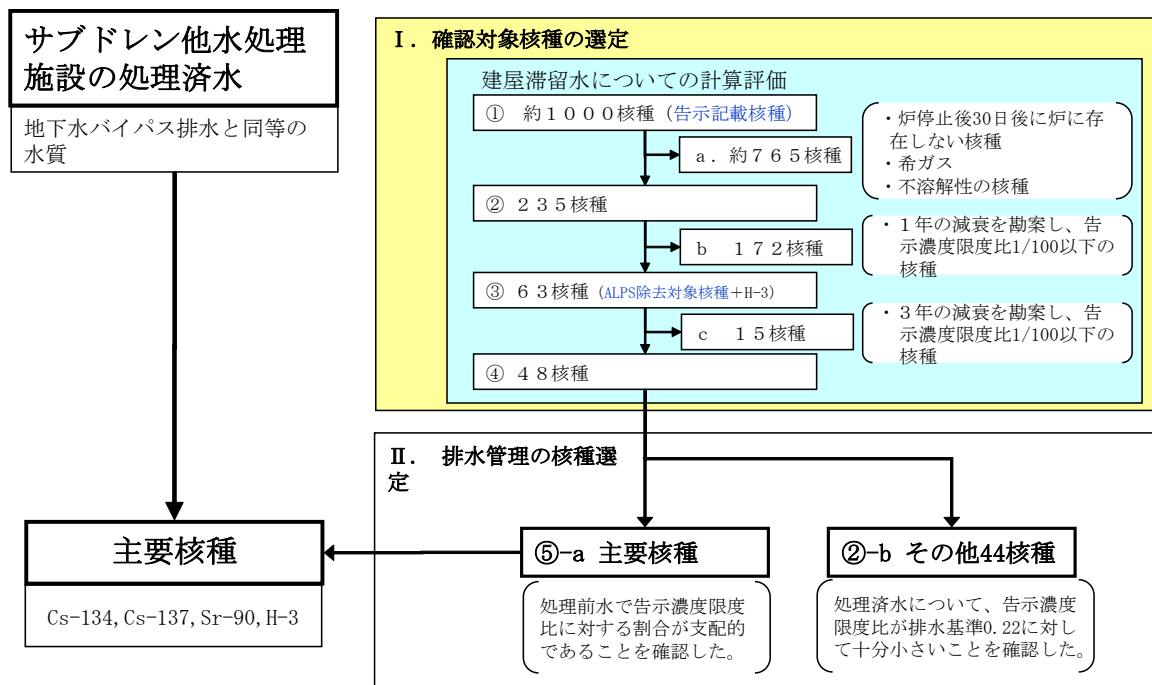 サブドレン他水処理
施設の処理済水
地下水バイパス排水と同等の
水質
主要核種
Cs-134, Cs-137, Sr-90, H-3
Ⅰ. 確認対象核種の選定
建屋滞留水についての計算評価
① 約１０００核種（告示記載核種）
a. 約７６５核種
・炉停止後30日後に炉に存
在しない核種
・希ガス
・不溶解性の核種
② ２３５核種
b １７２核種
・１年の減衰を勘案し、告
示濃度限度比1/100以下の
核種
③ ６３核種（ALPS除去対象核種＋H-3）
c １５核種
・３年の減衰を勘案し、告
示濃度限度比1/100以下の
核種
④ ４８核種
Ⅱ. 排水管理の核種選
定
⑤-a 主要核種
処理前水で告示濃度限度
比に対する割合が支配的
であることを確認した。
②-b その他44核種
処理済水について、告示濃度
限度比が排水基準0.22に対し
て十分小さいことを確認した。